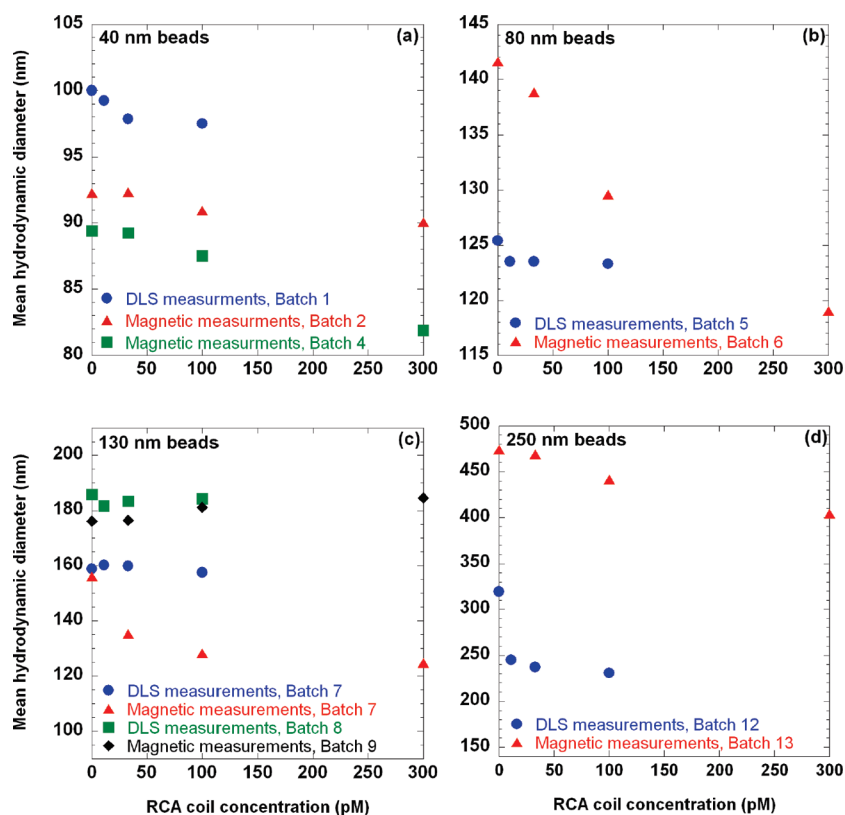 40 nm beads
(a)
Mean hydrodynamic diameter (nm)
105
100
95
90
85
80
DLS measurments, Batch 1
Magnetic measurments, Batch 2
Magnetic measurments, Batch 4
0 50 100 150 200 250 300
80 nm beads
(b)
145
140
135
130
125
120
115
DLS measurements, Batch 5
Magnetic measurements, Batch 6
0 50 100 150 200 250 300
130 nm beads
(c)
Mean hydrodynamic diameter (nm)
200
180
160
140
120
100
DLS measurements, Batch 7
Magnetic measurements, Batch 7
DLS measurements, Batch 8
Magnetic measurements, Batch 9
0 50 100 150 200 250 300
RCA coil concentration (pM)
250 nm beads
(d)
500
450
400
350
300
250
200
150
DLS measurements, Batch 12
Magnetic measurements, Batch 13
0 50 100 150 200 250 300
RCA coil concentration (pM)